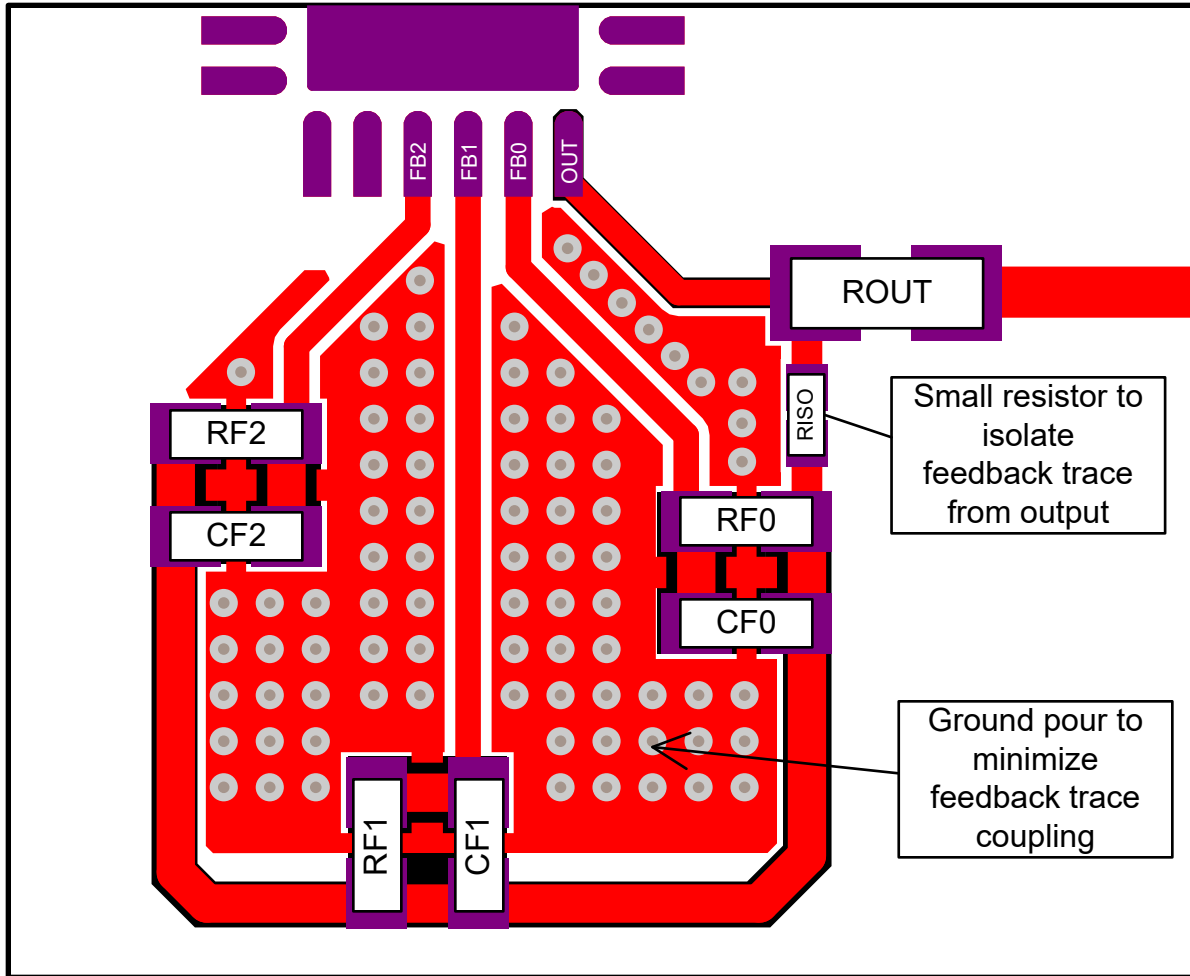 FB2
FB1
FB0
OUT
ROUT
RISO
Small resistor to
isolate
feedback trace
from output
RF2
CF2
RF0
CF0
Ground pour to
minimize
feedback trace
coupling
RF1
CF1